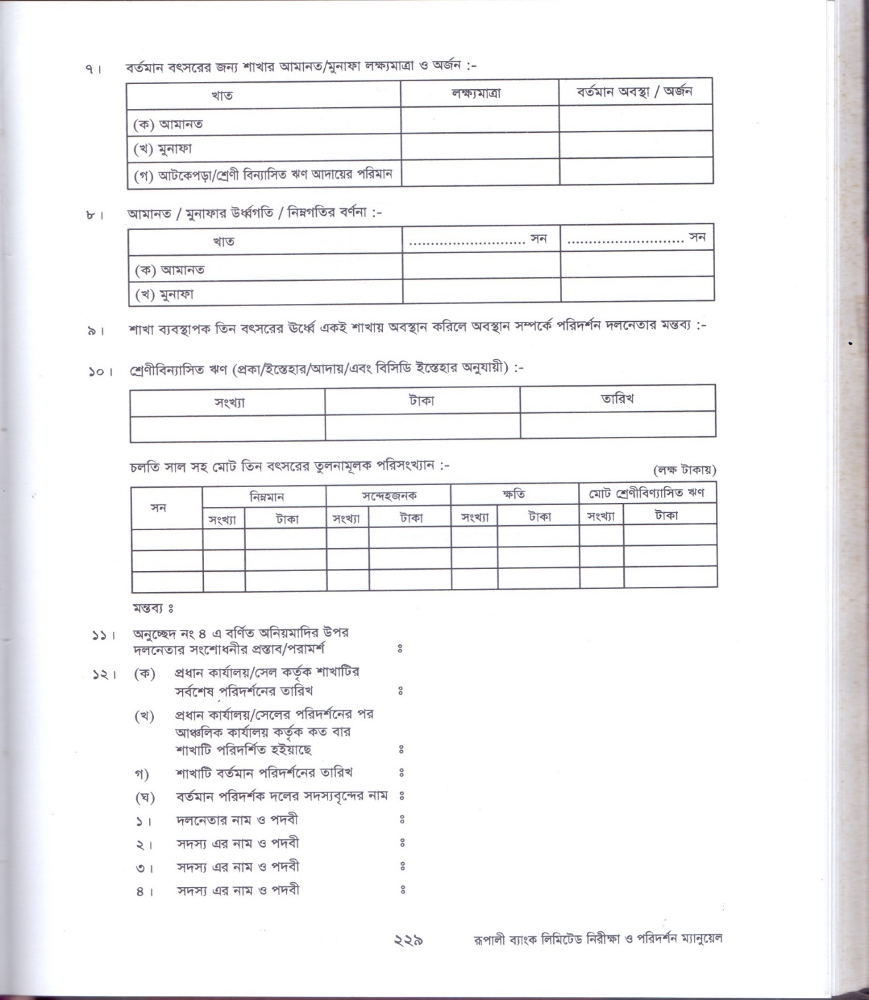 ৭।	বর্তমান বৎসরের জন্য শাখার আমানত/মুনাফা লক্ষ্যমাত্রা ও অর্জন :-
খাত	লক্ষ্যমাত্রা	বর্তমান অবস্থা / অর্জন
(ক) আমানত
(খ) মুনাফা
(গ) আটকেপড়া/শ্রেণী বিন্যাসিত ঋণ আদায়ের পরিমান
৮।	আমানত / মুনাফার উর্ধ্বগতি / নিম্নগতির বর্ণনা :-
খাত	........................... সন	........................... সন
(ক) আমানত
(খ) মুনাফা
৯।	শাখা ব্যবস্থাপক তিন বৎসরের ঊর্ধ্বে একই শাখায় অবস্থান করিলে অবস্থান সম্পর্কে পরিদর্শন দলনেতার মন্তব্য :-
১০।	শ্রেণীবিন্যাসিত ঋণ (প্রকা/ইস্তেহার/আদায়/এবং বিসিডি ইস্তেহার অনুযায়ী) :-
সংখ্যা	টাকা	তারিখ
চলতি সাল সহ মোট তিন বৎসরের তুলনামূলক পরিসংখ্যান :-
(লক্ষ টাকায়)
সন	নিম্নমান	সন্দেহজনক	ক্ষতি	মোট শ্রেণীবিণ্যাসিত ঋণ
সংখ্যা	টাকা	সংখ্যা	টাকা	সংখ্যা	টাকা	সংখ্যা	টাকা
মন্তব্য ঃ
১১।	অনুচ্ছেদ নং ৪ এ বর্ণিত অনিয়মাদির উপর
দলনেতার সংশোধনীর প্রস্তাব/পরামর্শ	ঃ
১২।	(ক)	প্রধান কার্যালয়/সেল কর্তৃক শাখাটির
সর্বশেষ পরিদর্শনের তারিখ	ঃ
(খ)	প্রধান কার্যালয়/সেলের পরিদর্শনের পর
আঞ্চলিক কার্যালয় কর্তৃক কত বার
শাখাটি পরিদর্শিত হইয়াছে	ঃ
গ)	শাখাটি বর্তমান পরিদর্শনের তারিখ	ঃ
(ঘ)	বর্তমান পরিদর্শক দলের সদস্যবৃন্দের নাম	ঃ
১।	দলনেতার নাম ও পদবী	ঃ
২।	সদস্য এর নাম ও পদবী	ঃ
৩।	সদস্য এর নাম ও পদবী	ঃ
৪।	সদস্য এর নাম ও পদবী	ঃ
২২৯	রূপালী ব্যাংক লিমিটেড নিরীক্ষা ও পরিদর্শন ম্যানুয়েল